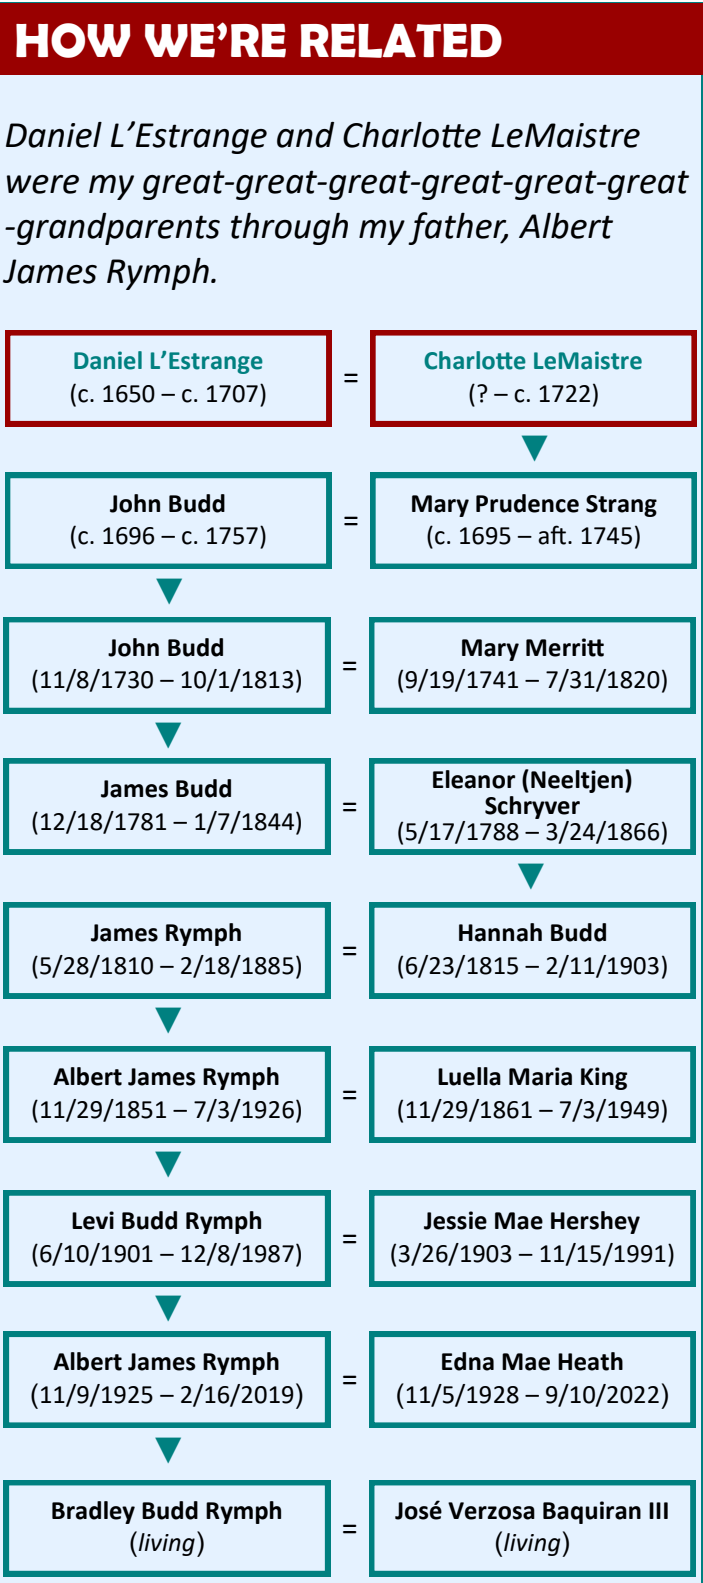 HOW WE'RE RELATED
Daniel L'Estrange and Charlotte LeMaistre
were my great-great-great-great-great-great
-grandparents through my father, Albert
James Rymph.
Daniel L'Estrange
(c. 1650 – c. 1707)
=
Charlotte LeMaistre
(? – c. 1722)
John Budd
(c. 1696 – c. 1757)
=
Mary Prudence Strang
(c. 1695 – aft. 1745)
John Budd
(11/8/1730 – 10/1/1813)
=
Mary Merritt
(9/19/1741 – 7/31/1820)
James Budd
(12/18/1781 – 1/7/1844)
=
Eleanor (Neeltjen)
Schryver
(5/17/1788 – 3/24/1866)
James Rymph
(5/28/1810 – 2/18/1885)
=
Hannah Budd
(6/23/1815 – 2/11/1903)
Albert James Rymph
(11/29/1851 – 7/3/1926)
=
Luella Maria King
(11/29/1861 – 7/3/1949)
Levi Budd Rymph
(6/10/1901 – 12/8/1987)
=
Jessie Mae Hershey
(3/26/1903 – 11/15/1991)
Albert James Rymph
(11/9/1925 – 2/16/2019)
=
Edna Mae Heath
(11/5/1928 – 9/10/2022)
Bradley Budd Rymph
(living)
=
José Verzosa Baquiran III
(living)